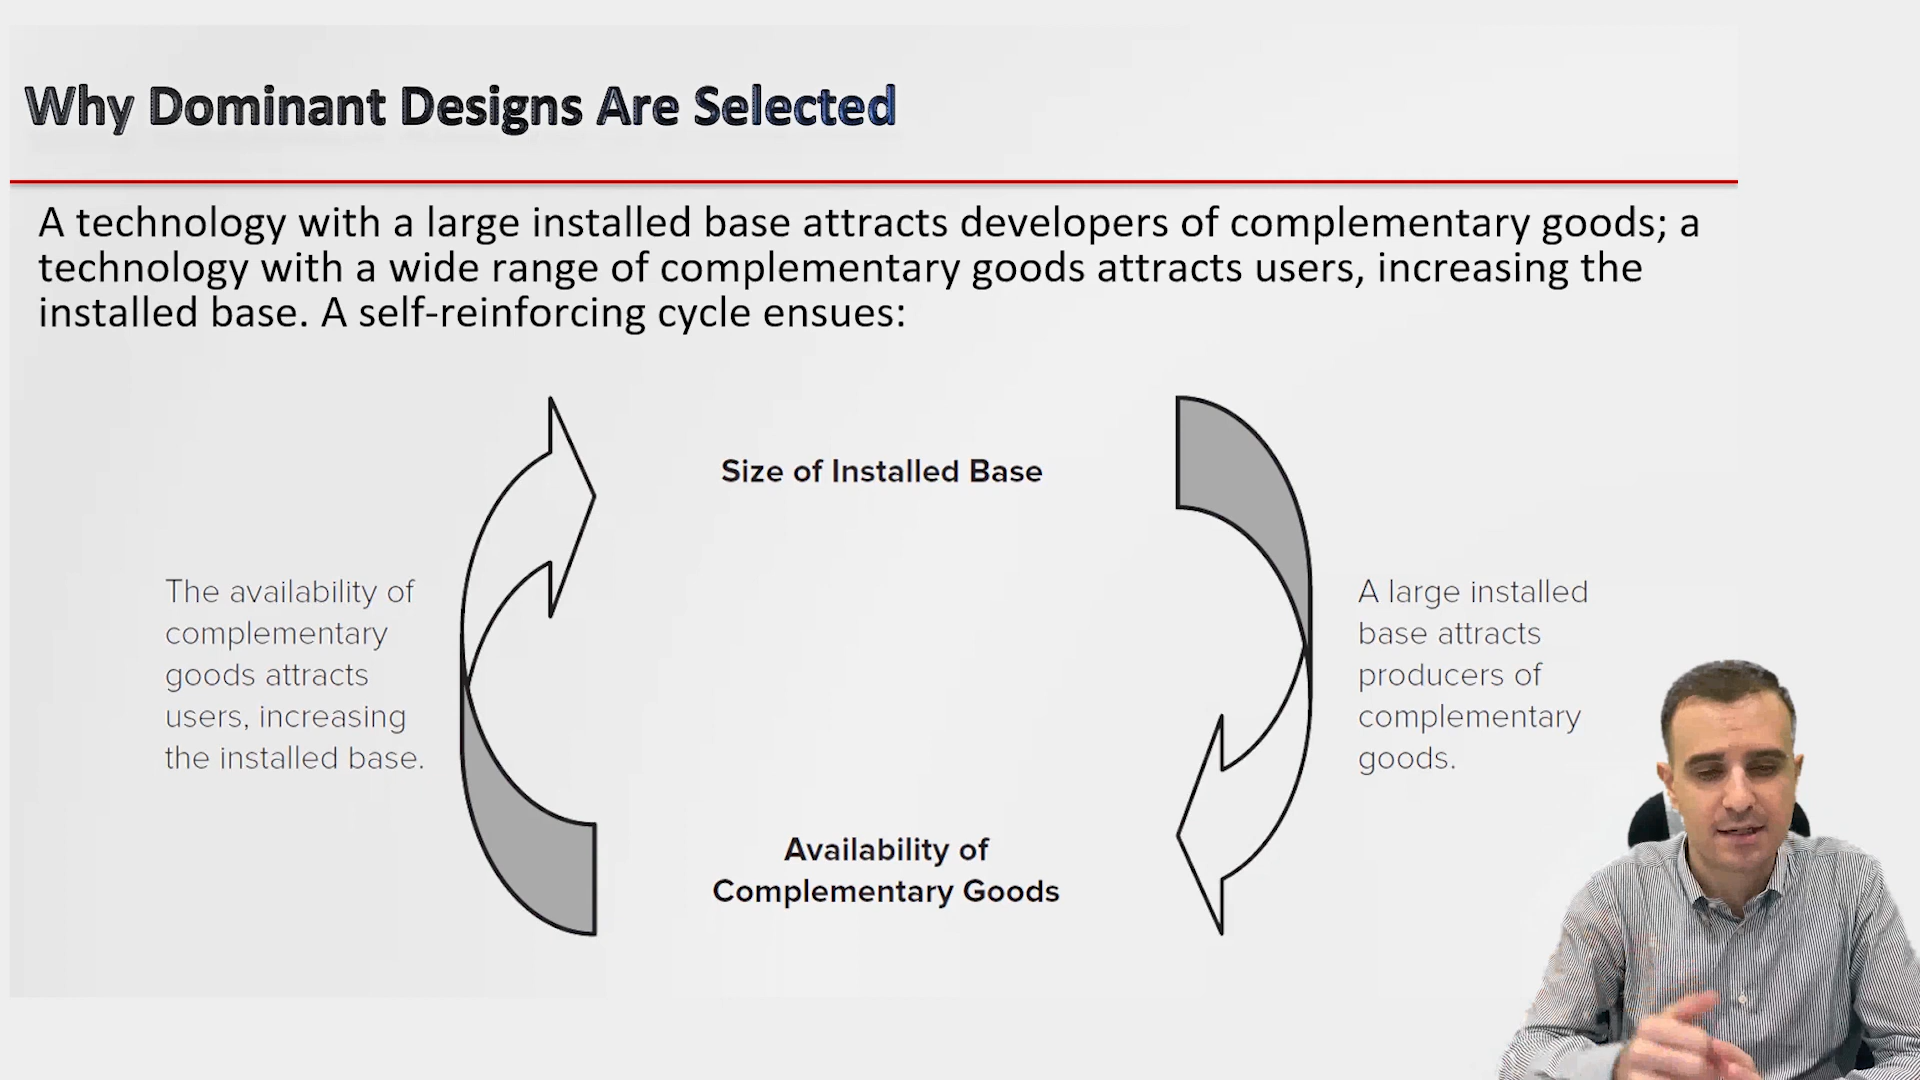 Why Dominant Designs Are Selected
A technology with a large installed base attracts developers of complementary goods; a
technology with a wide range of complementary goods attracts users, increasing the
installed base. A self-reinforcing cycle ensues:
Size of Installed Base
The availability of
complementary
goods attracts
users, increasing
the installed base.
A large installed
base attracts
producers of
complementary
goods.
Availability of
Complementary Goods